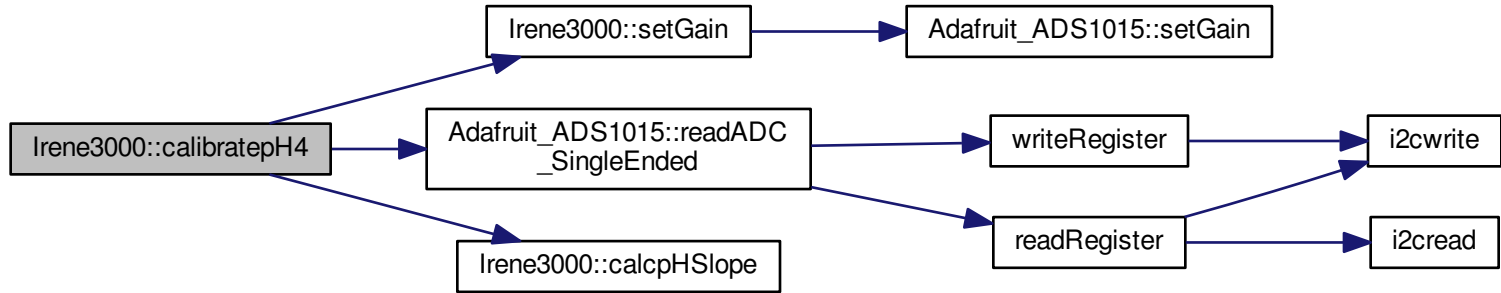 Irene3000::calibratepH4
Irene3000::setGain
Adafruit_ADS1015::setGain
Adafruit_ADS1015::readADC
_SingleEnded
writeRegister
i2cwrite
readRegister
i2cread
Irene3000::calcpHSlope